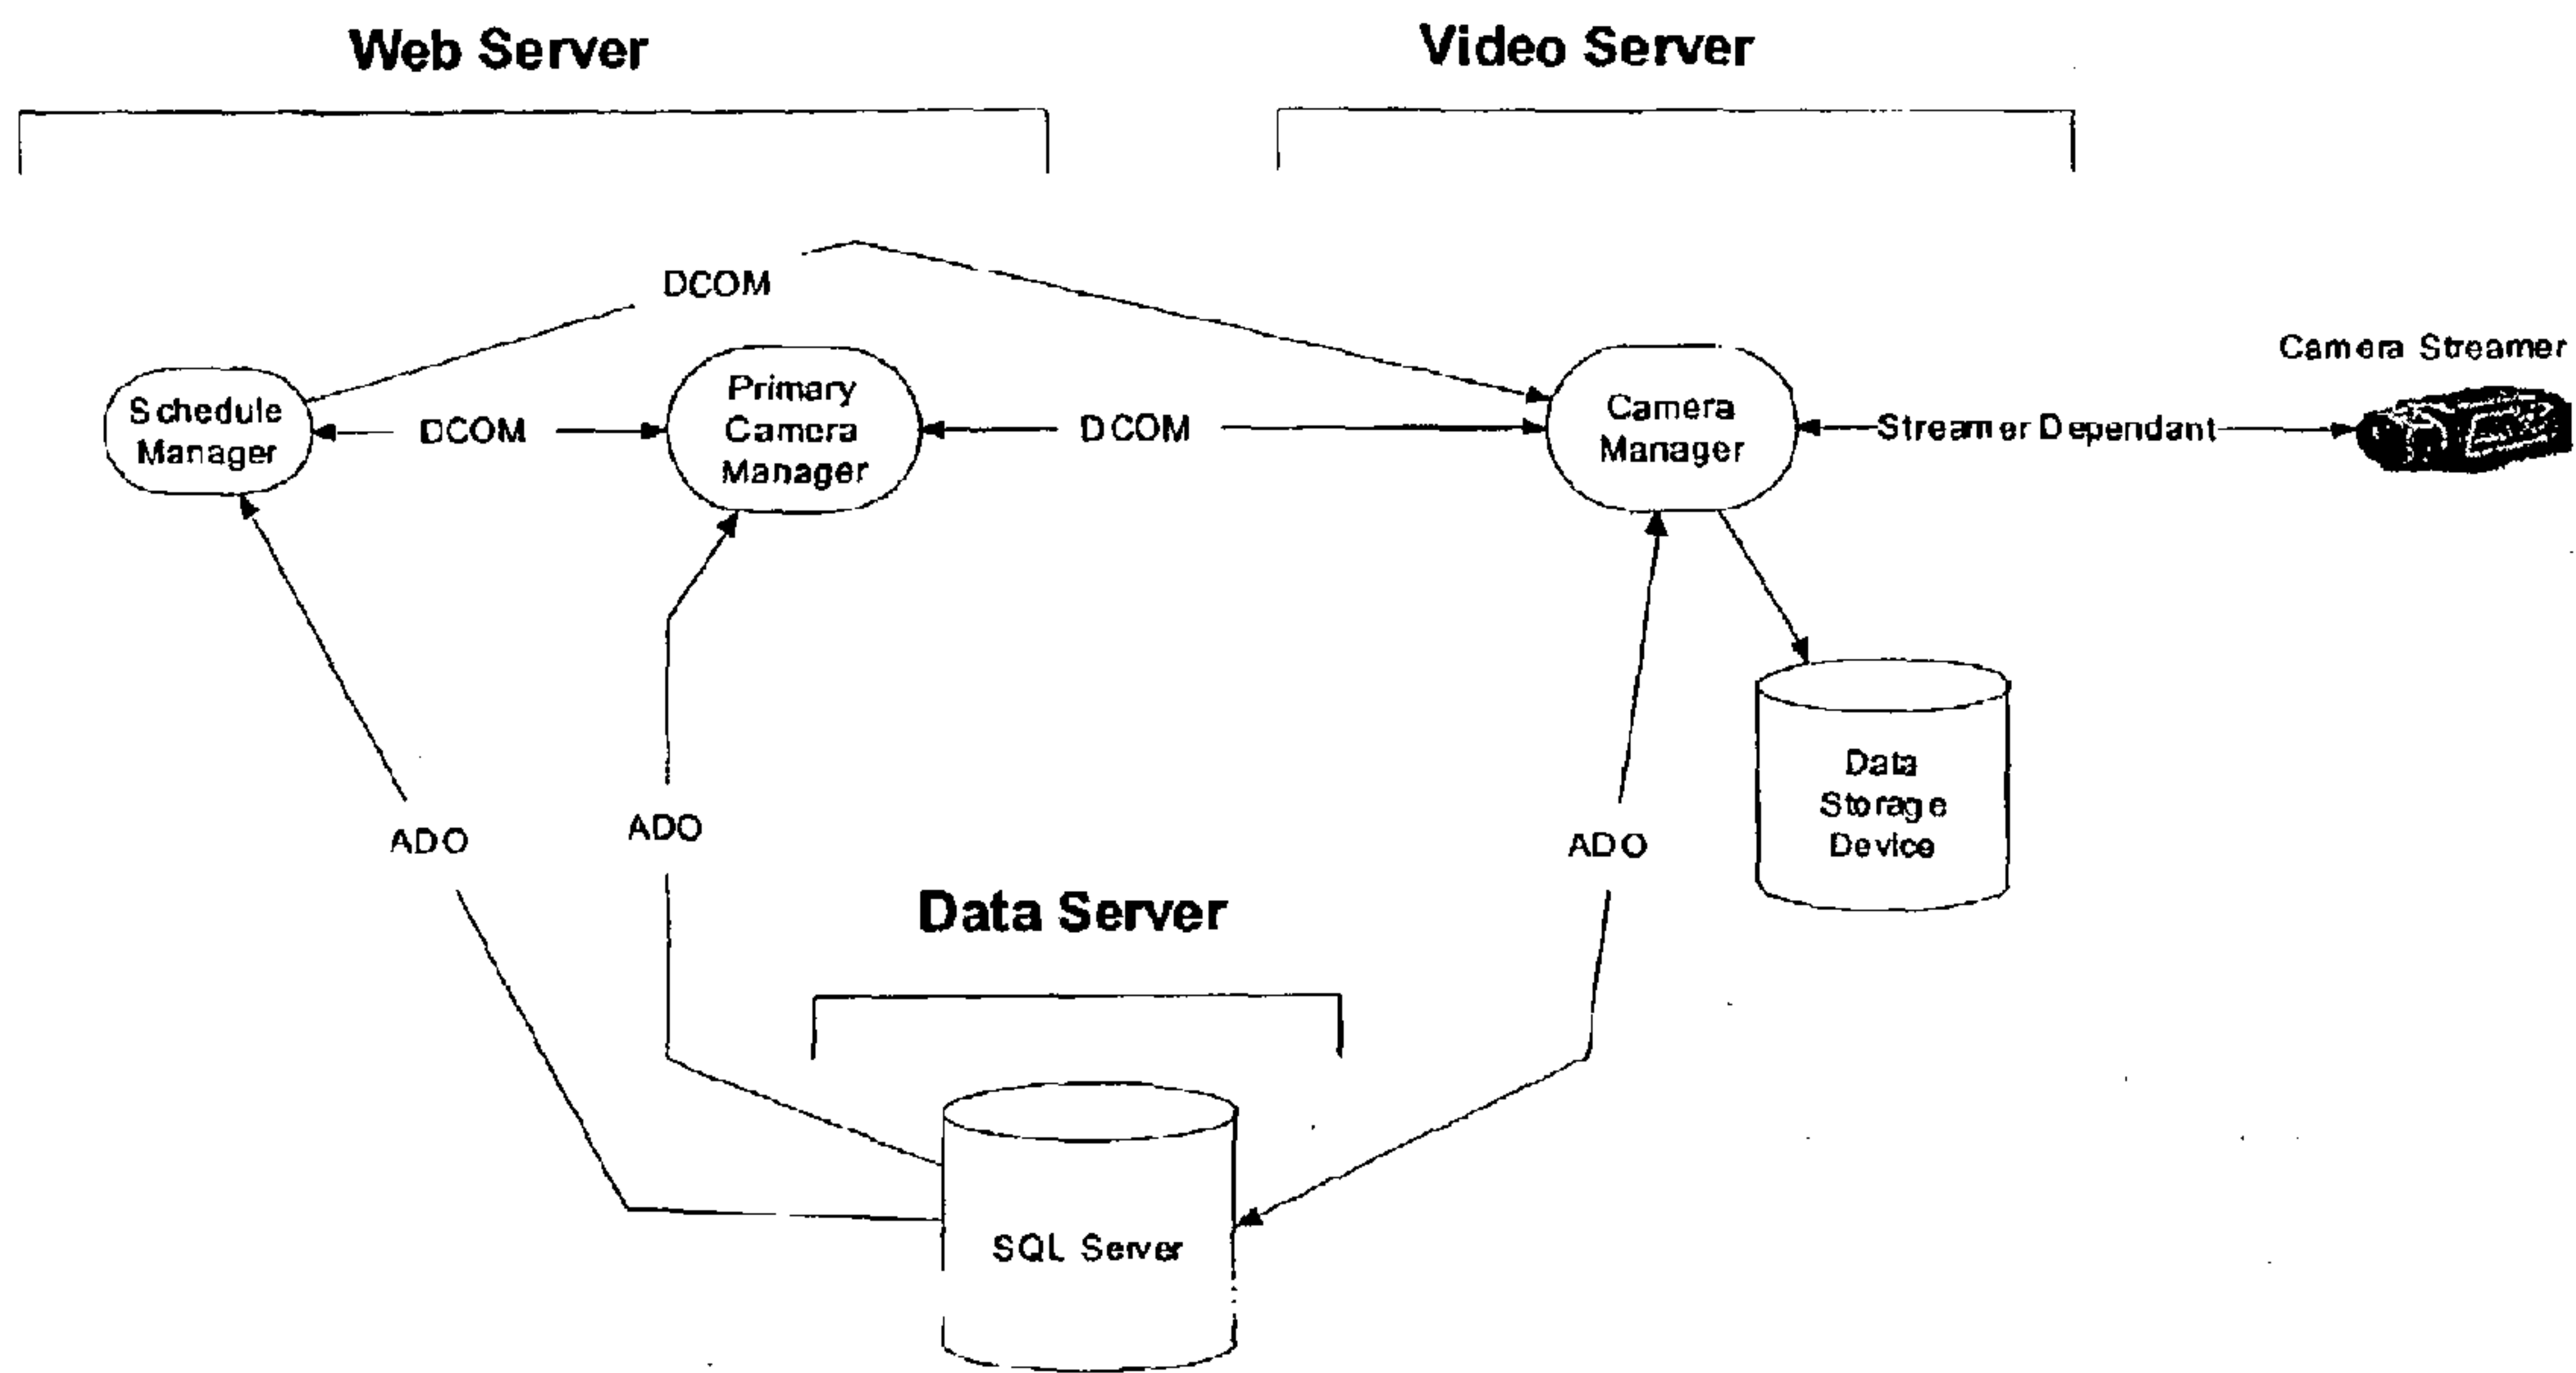 Web Server
Video Server
DCOM
Camera Streamer
Schedule
Manager
DCOM
Primary
Camera
Manager
DCOM
Camera
Manager
Streamer Dependant
Data
Storage
Device
ADO
ADO
ADO
Data Server
SQL Server